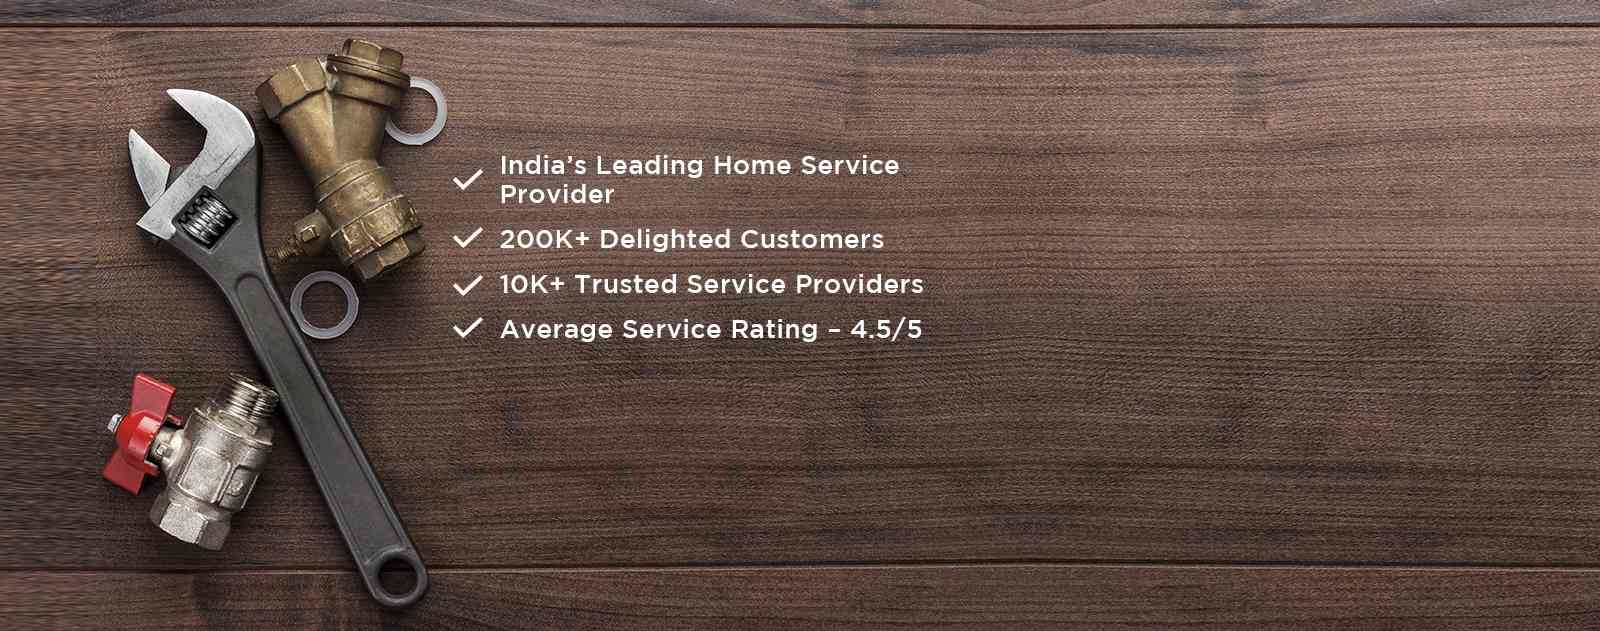 India’s Leading Home Service
Provider
200K+ Delighted Customers
10K+ Trusted Service Providers
Average Service Rating – 4.5/5